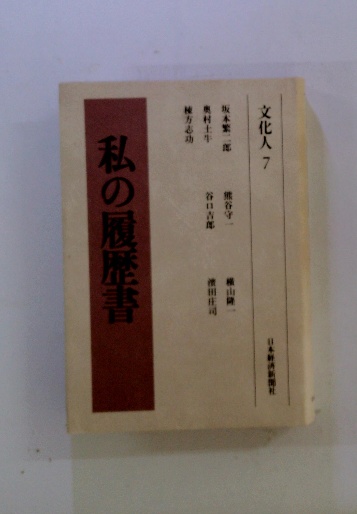 文化人 7
坂本繁二郎 熊谷守一 横山隆一
奥村土牛 谷口吉郎 濱田庄司
棟方志功
私の履歴書
日本経済新聞社